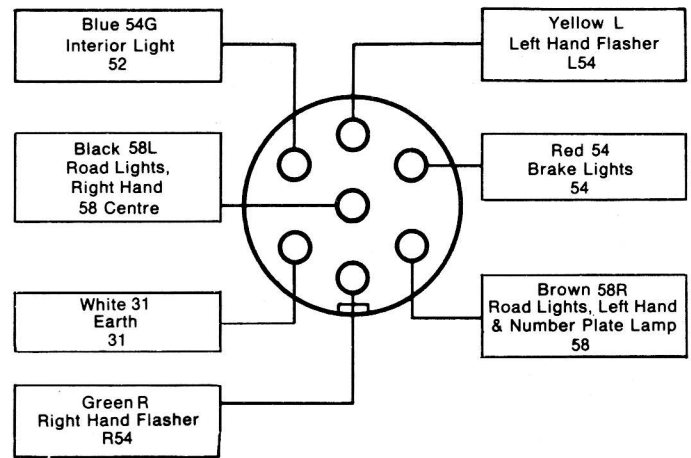 Blue 54G
Interior Light
52
Yellow L
Left Hand Flasher
L54
Black 58L
Road Lights,
Right Hand
58 Centre
Red 54
Brake Lights
54
White 31
Earth
31
Brown 58R
Road Lights, Left Hand
& Number Plate Lamp
58
Green R
Right Hand Flasher
R54